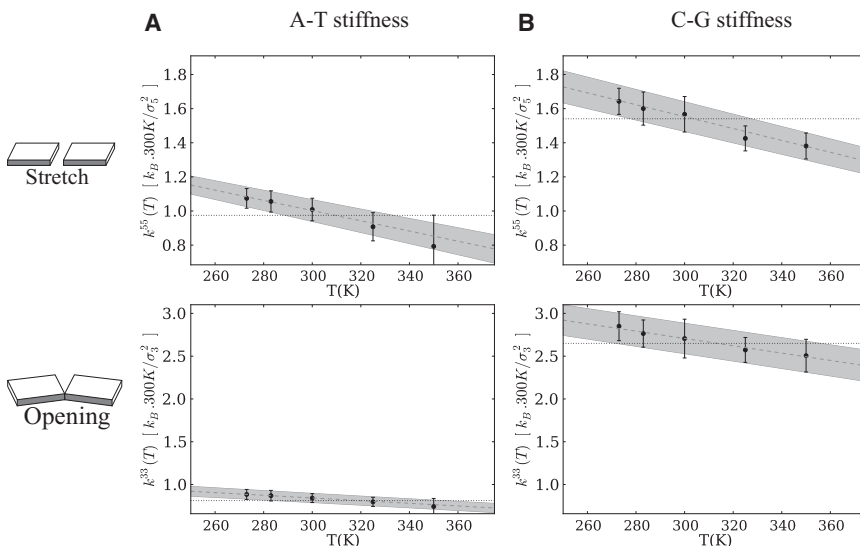 A A-T stiffness B C-G stiffness
Stretch
k^{55}(T) [ k_B.300K/σ_5^2 ]
1.8
1.6
1.4
1.2
1.0
0.8
260 280 300 320 340 360
T(K)
k^{55}(T) [ k_B.300K/σ_5^2 ]
1.8
1.6
1.4
1.2
1.0
0.8
260 280 300 320 340 360
T(K)
Opening
k^{33}(T) [ k_B.300K/σ_3^2 ]
3.0
2.5
2.0
1.5
1.0
260 280 300 320 340 360
T(K)
k^{33}(T) [ k_B.300K/σ_3^2 ]
3.0
2.5
2.0
1.5
1.0
260 280 300 320 340 360
T(K)